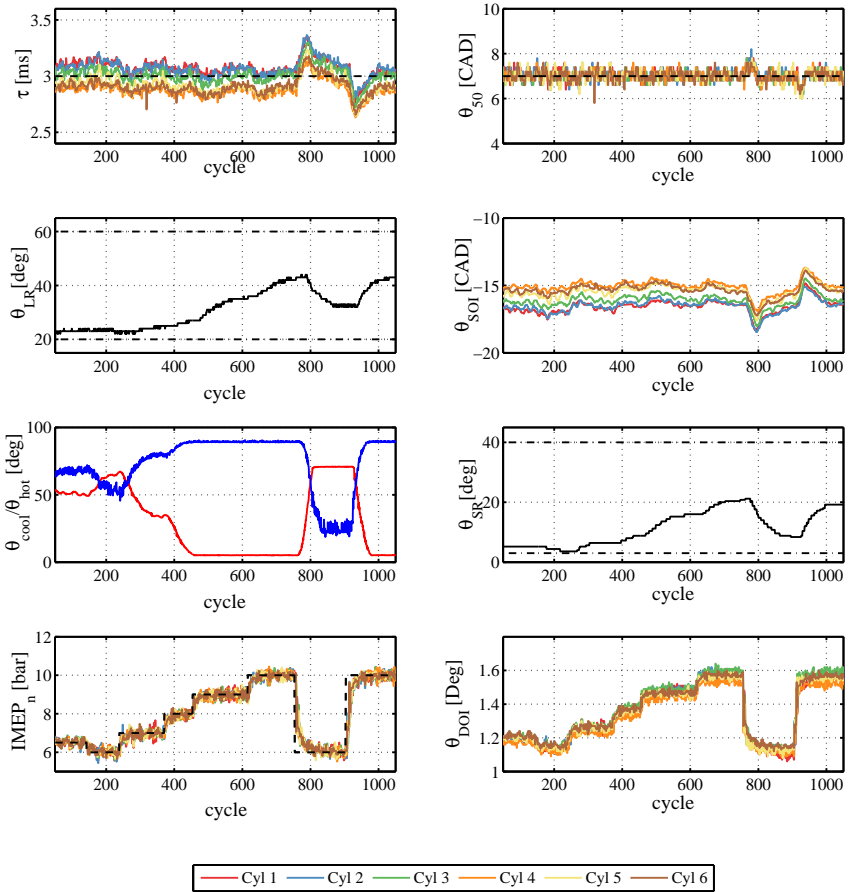 3.5
3
2.5
τ [ms]
200 400 600 800 1000
cycle
10
8
6
4
θ50 [CAD]
200 400 600 800 1000
cycle
60
40
20
θLR[deg]
200 400 600 800 1000
−10
−15
−20
θSOI [CAD]
200 400 600 800 1000
100
50
0
θcool/θhot [deg]
200 400 600 800 1000
cycle
40
20
0
θSR[deg]
200 400 600 800 1000
cycle
12
10
8
6
IMEPn [bar]
200 400 600 800 1000
cycle
1.6
1.4
1.2
1
θDOI [Deg]
200 400 600 800 1000
cycle
Cyl 1 Cyl 2 Cyl 3 Cyl 4 Cyl 5 Cyl 6